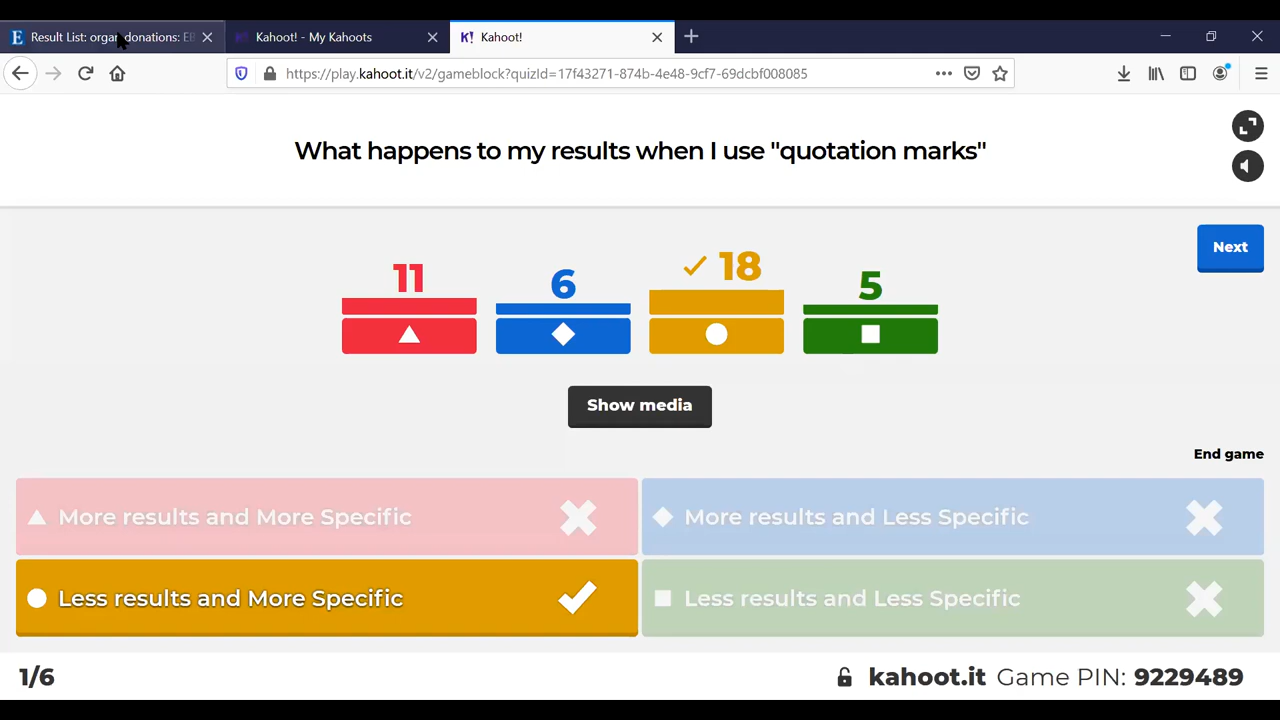 Result List: organ donations: EB
Kahoot! - My Kahoots
K! Kahoot!
https://play.kahoot.it/v2/gameblock?quizId=17f43271-874b-4e48-9cf7-69dcbf008085
What happens to my results when I use "quotation marks"
Next
11
6
18
5
Show media
End game
More results and More Specific
More results and Less Specific
Less results and More Specific
Less results and Less Specific
1/6
kahoot.it Game PIN: 9229489